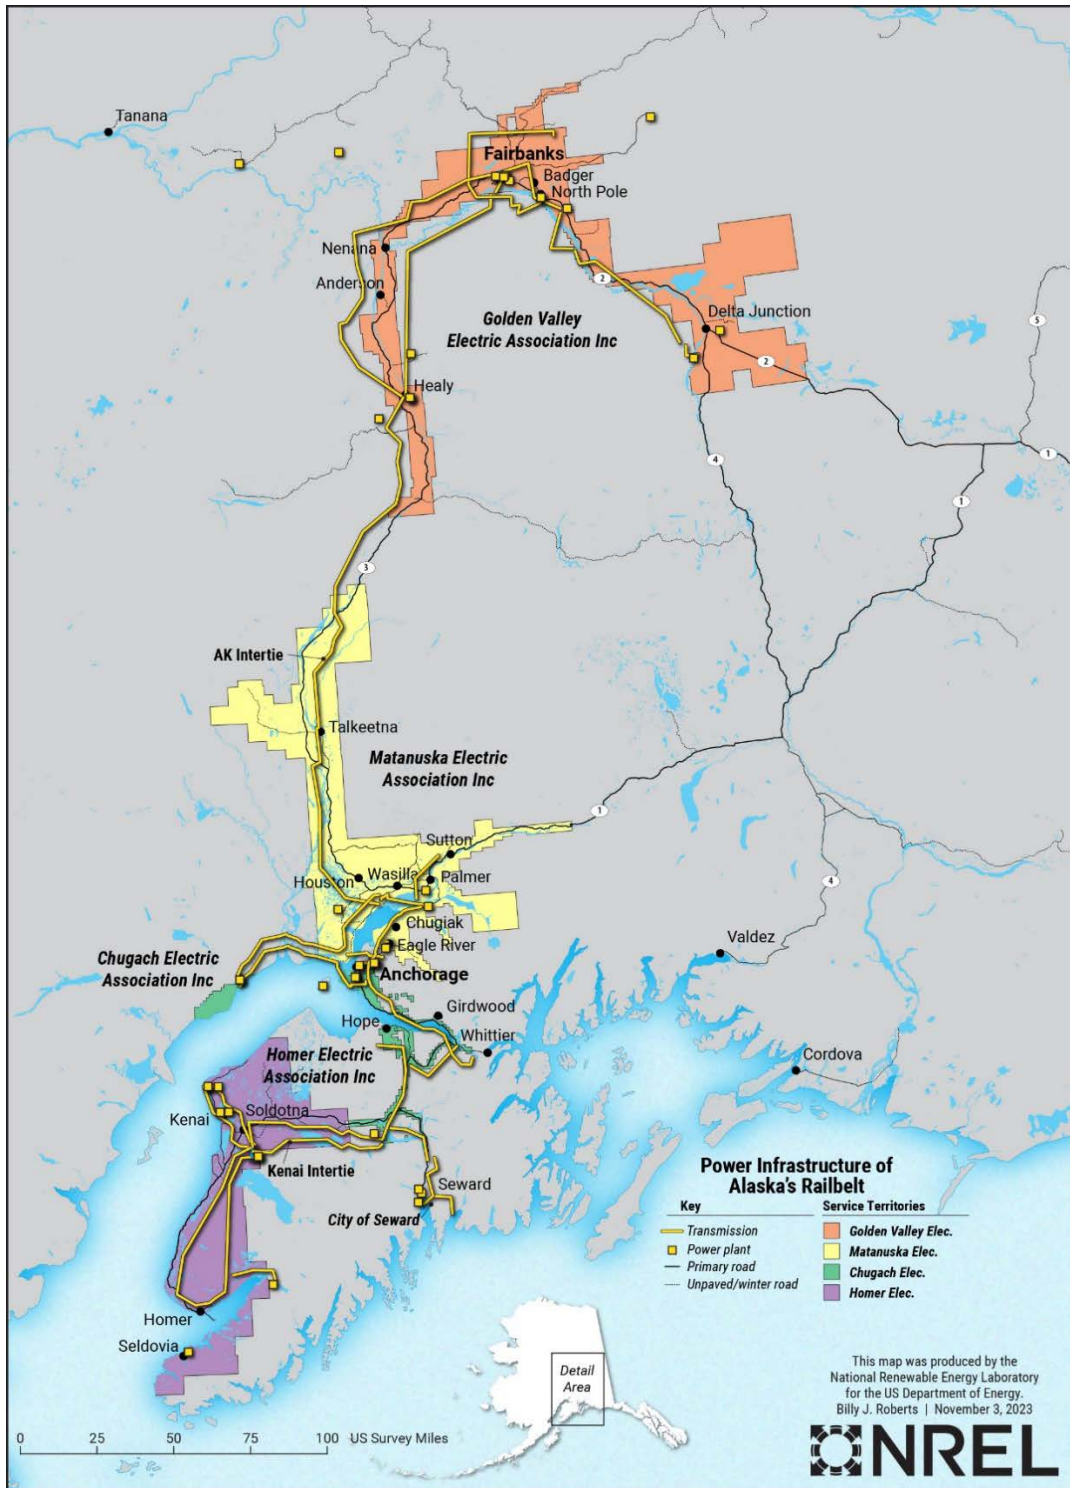 Tanana
Fairbanks
Badger
North Pole
Nenana
Anderson
2
5
Golden Valley
Electric Association Inc
Delta Junction
2
Healy
4
1
1
3
AK Intertie
Talkeetna
Matanuska Electric
Association Inc
1
Sutton
Houston
Wasilla
Palmer
4
Chugiak
Eagle River
Valdez
Chugach Electric
Association Inc
Anchorage
Girdwood
Hope
Whittier
Homer Electric
Association Inc
Cordova
Kenai
Soldotna
Kenai Intertie
Seward
City of Seward
Homer
Seldovia
Power Infrastructure of
Alaska's Railbelt
Key
Transmission
Power plant
Primary road
Unpaved/winter road
Service Territories
Golden Valley Elec.
Matanuska Elec.
Chugach Elec.
Homer Elec.
Detail
Area
0 25 50 75 100 US Survey Miles
This map was produced by the
National Renewable Energy Laboratory
for the US Department of Energy.
Billy J. Roberts | November 3, 2023
NREL